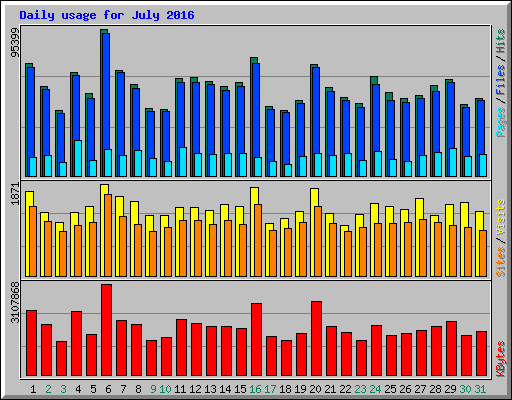 Daily usage for July 2016
95399
Pages / Files / Hits
1871
Sites / Visits
3107868
KBytes
1 2 3 4 5 6 7 8 9 10 11 12 13 14 15 16 17 18 19 20 21 22 23 24 25 26 27 28 29 30 31